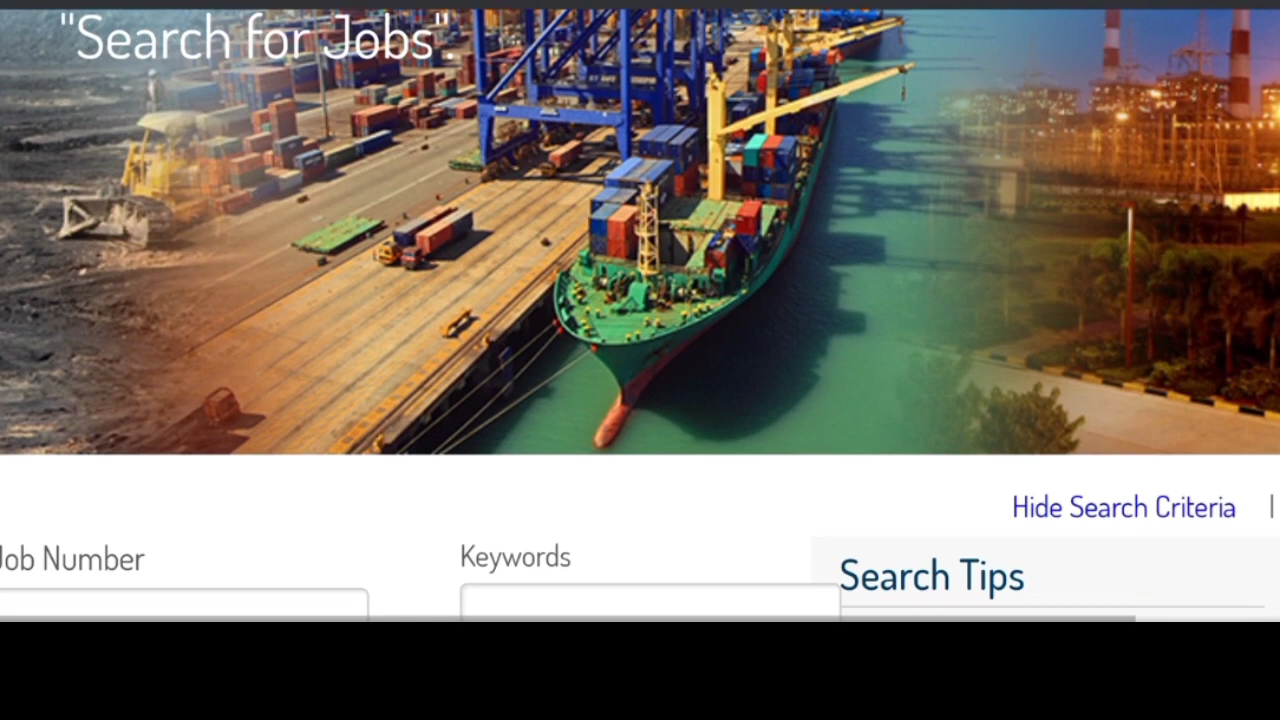 "Search for Jobs".
Hide Search Criteria |
Job Number
Keywords
Search Tips